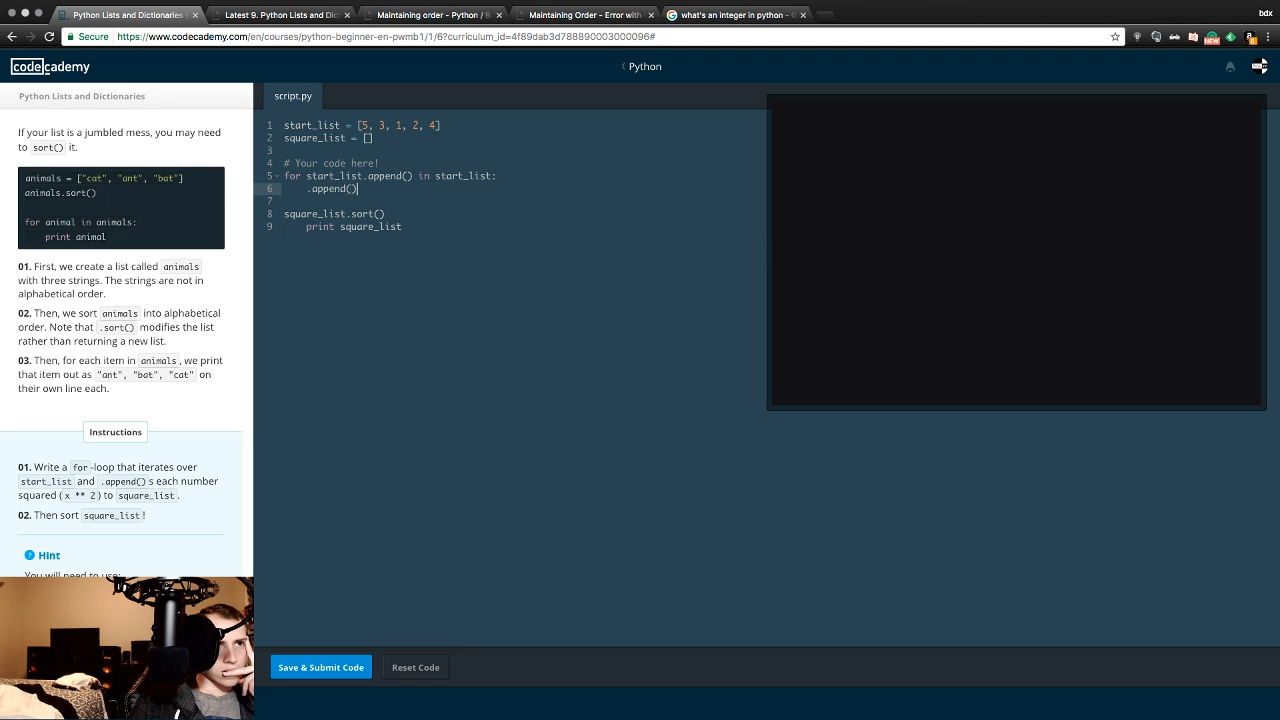 Python Lists and Dictionaries
Latest 9. Python Lists and Dic
Maintaining order - Python / 9
Maintaining Order - Error with
what's an integer in python - G
bdx
Secure
https://www.codecademy.com/en/courses/python-beginner-en-pwmb1/1/6?curriculum_id=4f89dab3d788890003000096#
NEW
codecademy
Python
Python Lists and Dictionaries
If your list is a jumbled mess, you may need
to sort() it.
animals = ["cat", "ant", "bat"]
animals.sort()
for animal in animals:
print animal
01. First, we create a list called animals
with three strings. The strings are not in
alphabetical order.
02. Then, we sort animals into alphabetical
order. Note that .sort() modifies the list
rather than returning a new list.
03. Then, for each item in animals, we print
that item out as "ant", "bat", "cat" on
their own line each.
Instructions
01. Write a for-loop that iterates over
start_list and .append()s each number
squared (x ** 2) to square_list.
02. Then sort square_list!
? Hint
You will need to use:
script.py
1 start_list = [5, 3, 1, 2, 4]
2 square_list = []
3
4 # Your code here!
5 for start_list.append() in start_list:
6 .append()
7
8 square_list.sort()
9 print square_list
Save & Submit Code
Reset Code